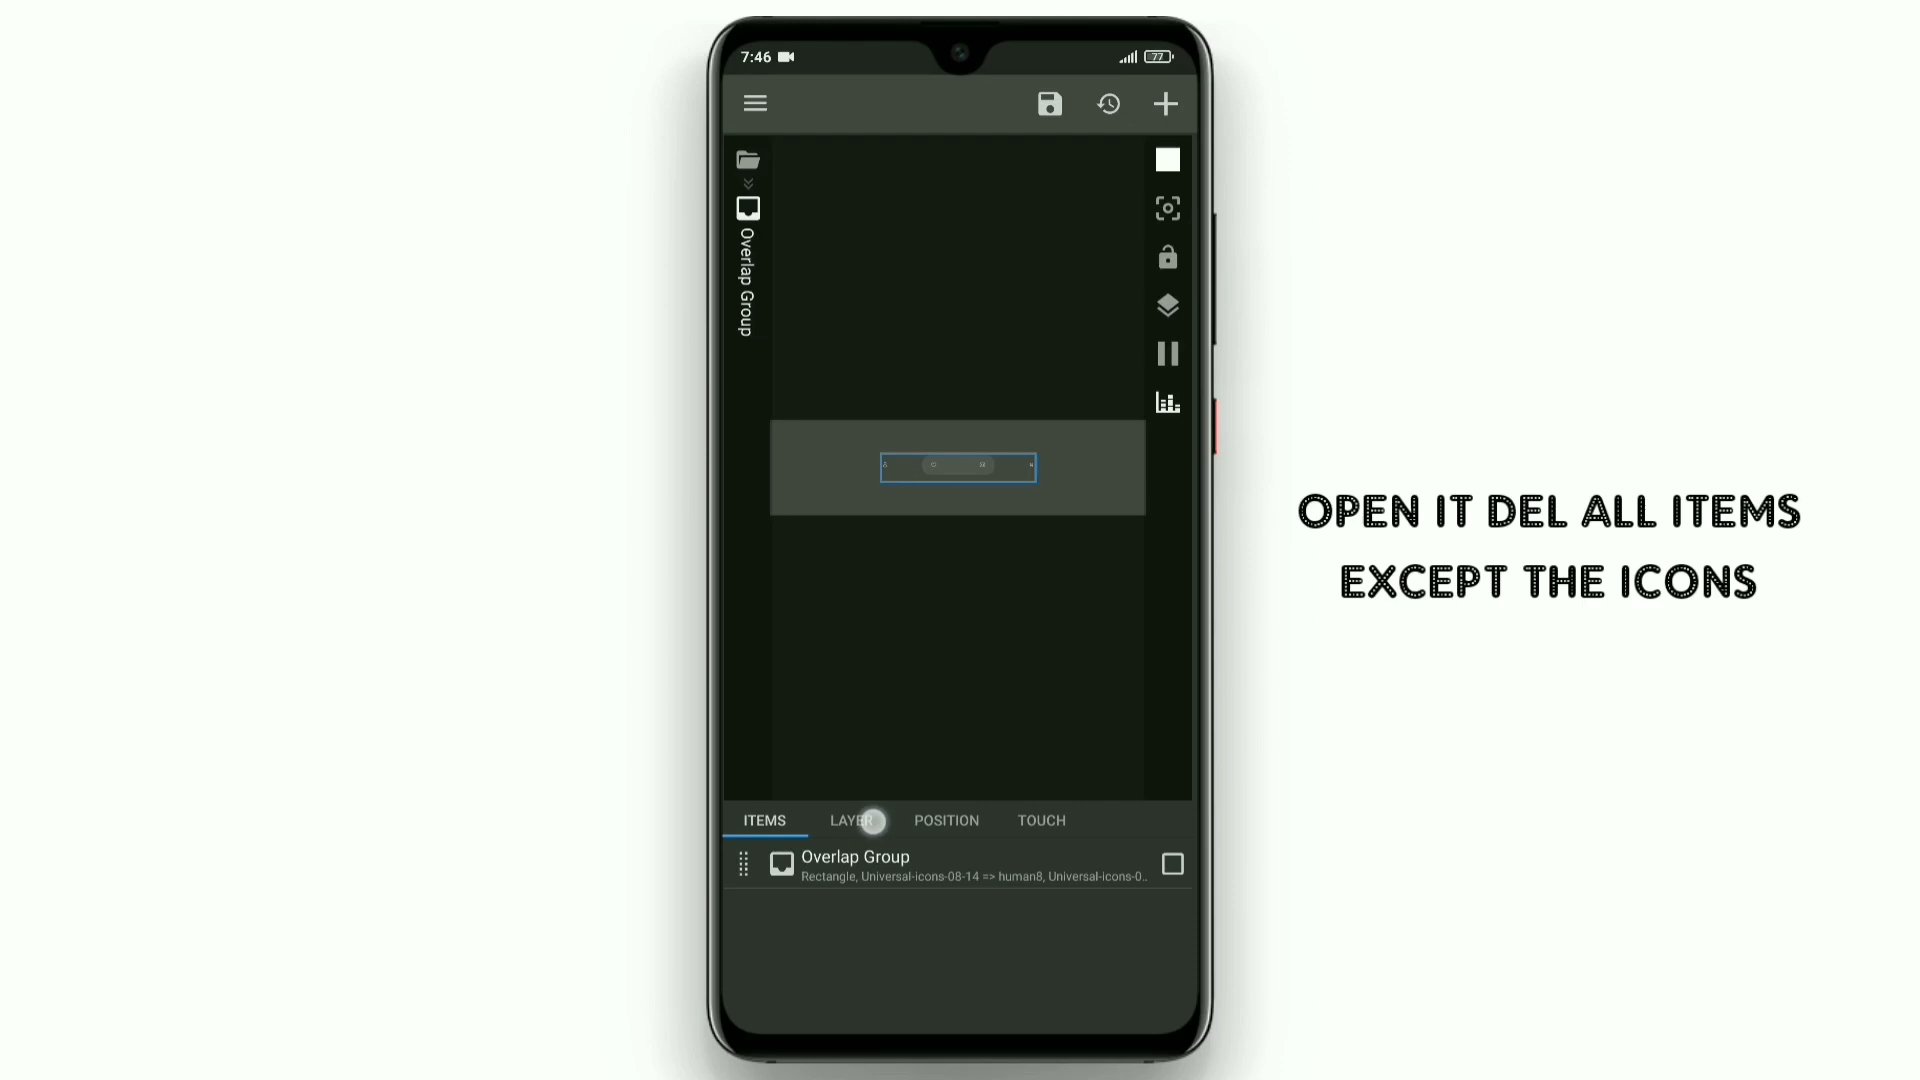 7:46
77
Overlap Group
ITEMS LAYER POSITION TOUCH
Overlap Group
Rectangle, Universal-icons-08-14 => human8, Universal-icons-0..
OPEN IT DEL ALL ITEMS
EXCEPT THE ICONS